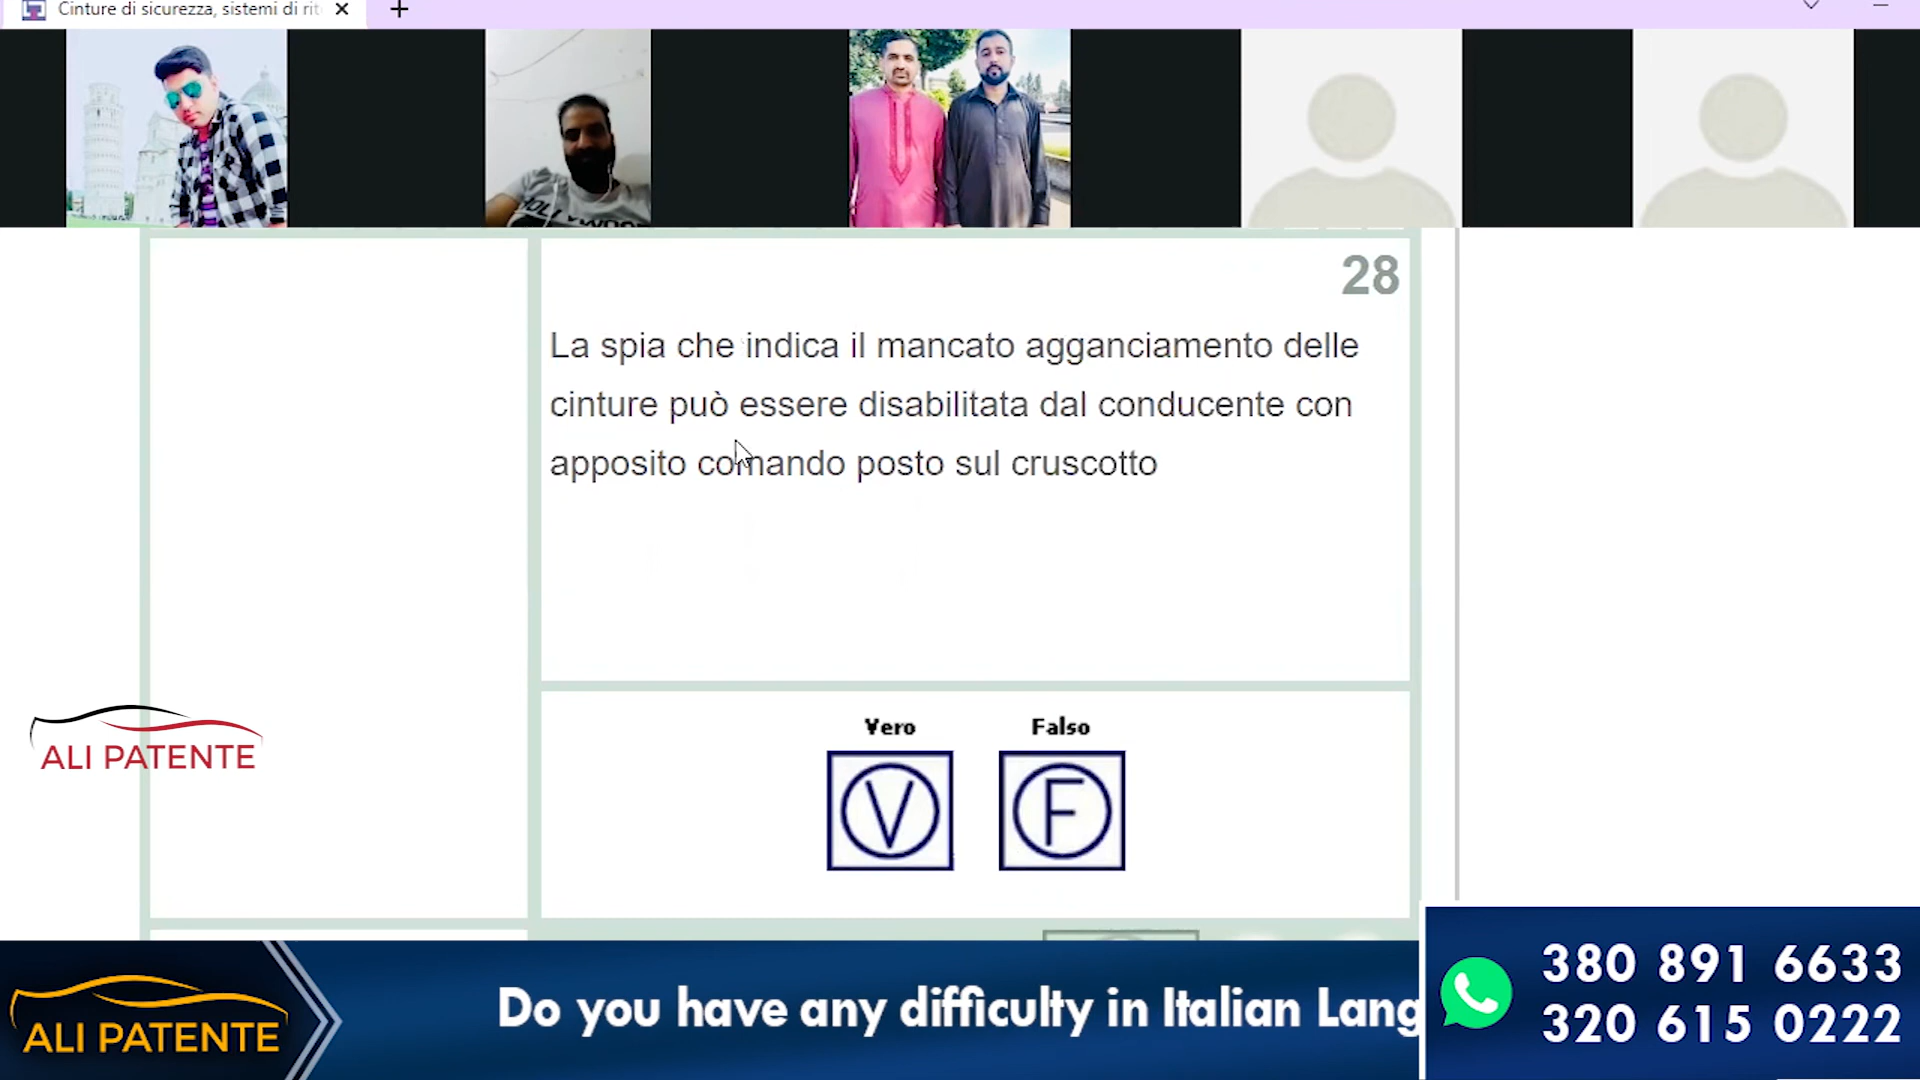 Cinture di sicurezza, sistemi di rit
28
La spia che indica il mancato agganciamento delle
cinture può essere disabilitata dal conducente con
apposito comando posto sul cruscotto
Vero Falso
V F
ALI PATENTE
ALI PATENTE
Do you have any difficulty in Italian Lang
380 891 6633
320 615 0222